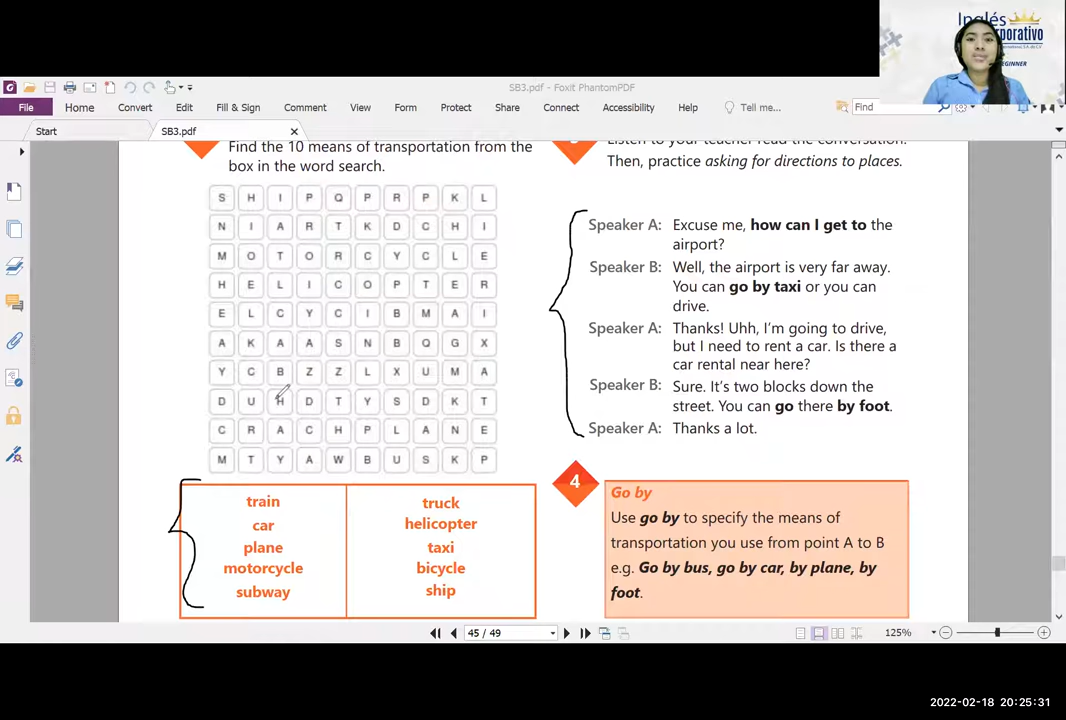 Inglés
orporativo
International, S.A. de C.V.
GINNER
SB3.pdf - Foxit PhantomPDF
File Home Convert Edit Fill & Sign Comment View Form Protect Share Connect Accessibility Help Tell me... Find
Start SB3.pdf
Find the 10 means of transportation from the
box in the word search.
S H I P Q P R P K L
N I A R T K D C H I
M O T O R C Y C L E
H E L I C O P T E R
E L C Y C I B M A I
A K A A S N B Q G X
Y C B Z Z L X U M A
D U H D T Y S D K T
C R A C H P L A N E
M T Y A W B U S K P
train
car
plane
motorcycle
subway
truck
helicopter
taxi
bicycle
ship
Listen to your teacher read the conversation.
Then, practice asking for directions to places.
Speaker A: Excuse me, how can I get to the
airport?
Speaker B: Well, the airport is very far away.
You can go by taxi or you can
drive.
Speaker A: Thanks! Uhh, I'm going to drive,
but I need to rent a car. Is there a
car rental near here?
Speaker B: Sure. It's two blocks down the
street. You can go there by foot.
Speaker A: Thanks a lot.
4
Go by
Use go by to specify the means of
transportation you use from point A to B
e.g. Go by bus, go by car, by plane, by
foot.
45 / 49
125%
2022-02-18 20:25:31